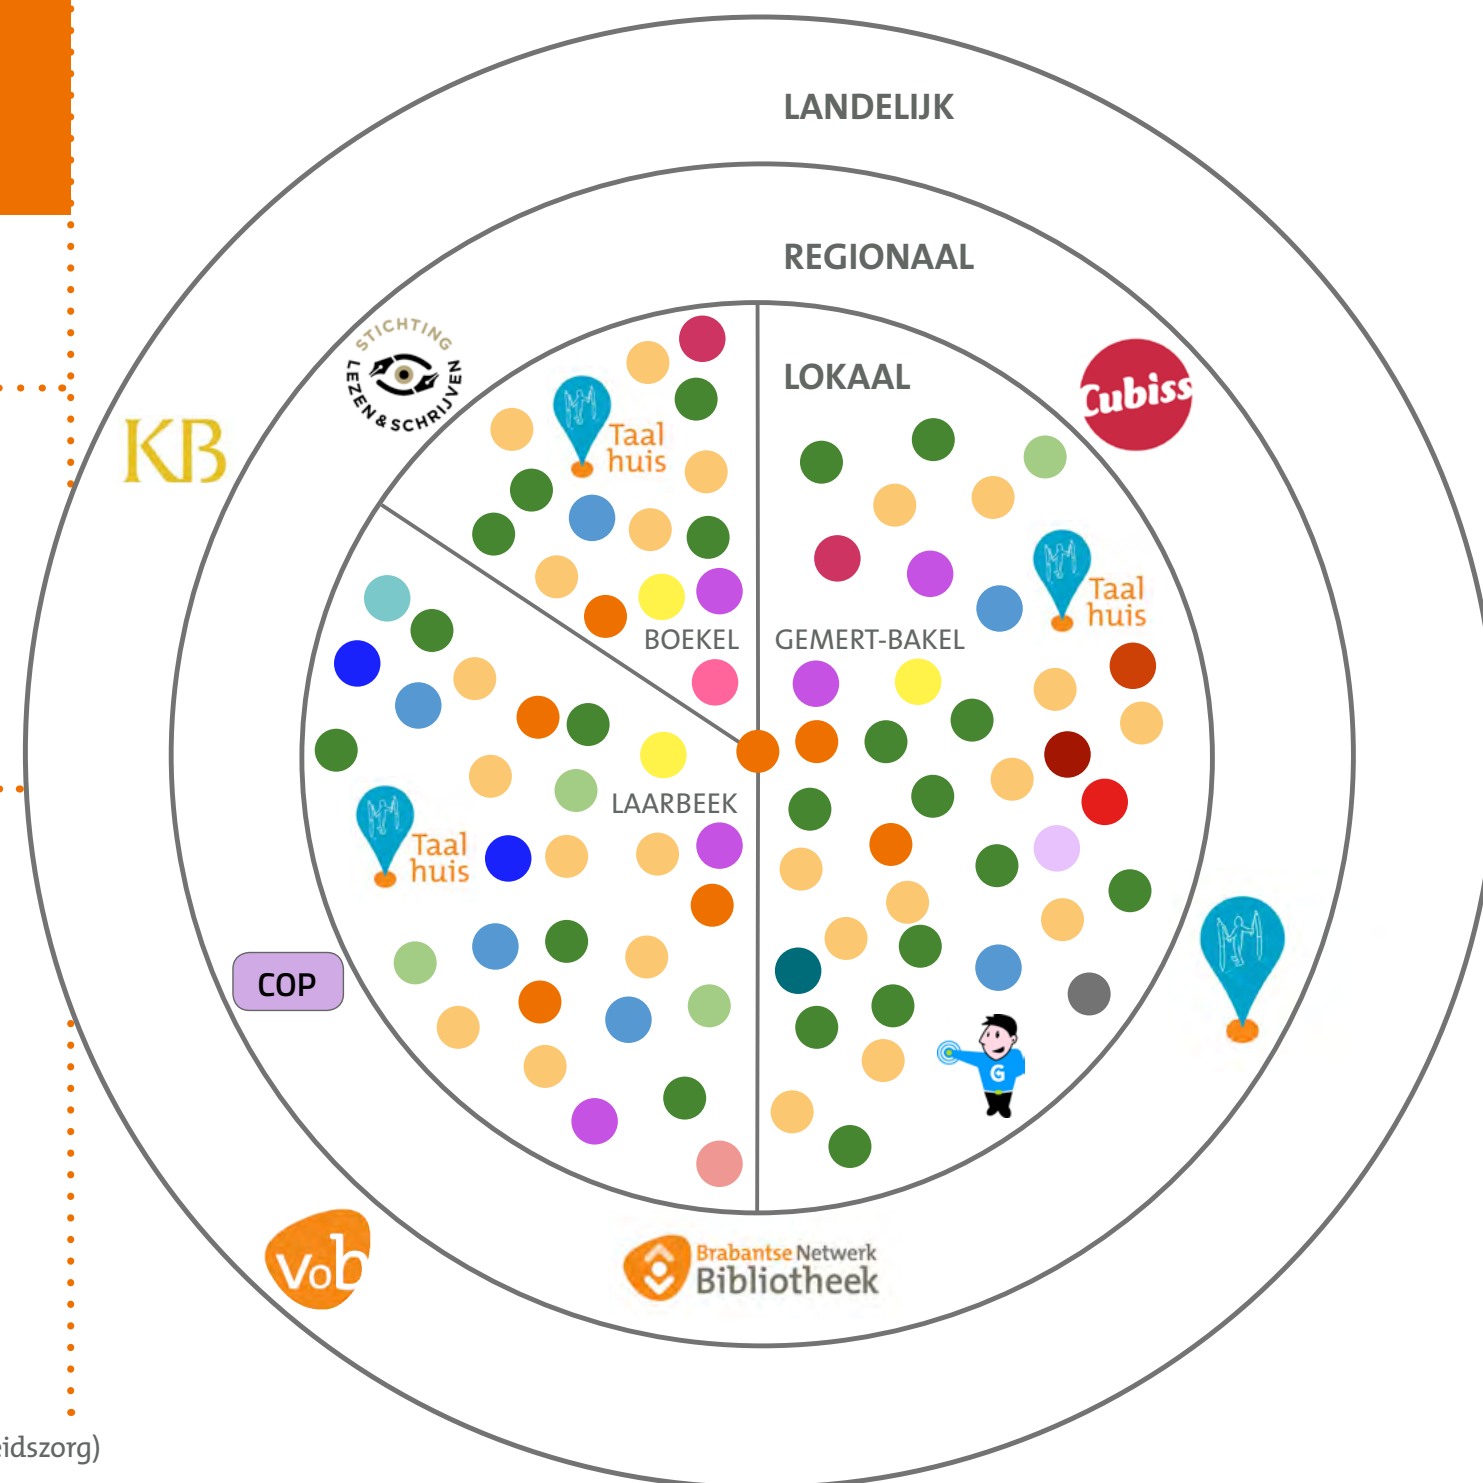 LANDELIJK
REGIONAAL
STICHTING
LEZEN & SCHRIJVEN
LOKAAL
Cubiss
KB
Taal
huis
Taal
huis
BOEKEL
GEMERT-BAKEL
LAARBEEK
Taal
huis
COP
G
Vob
Brabantse Netwerk
Bibliotheek
eidszorg)